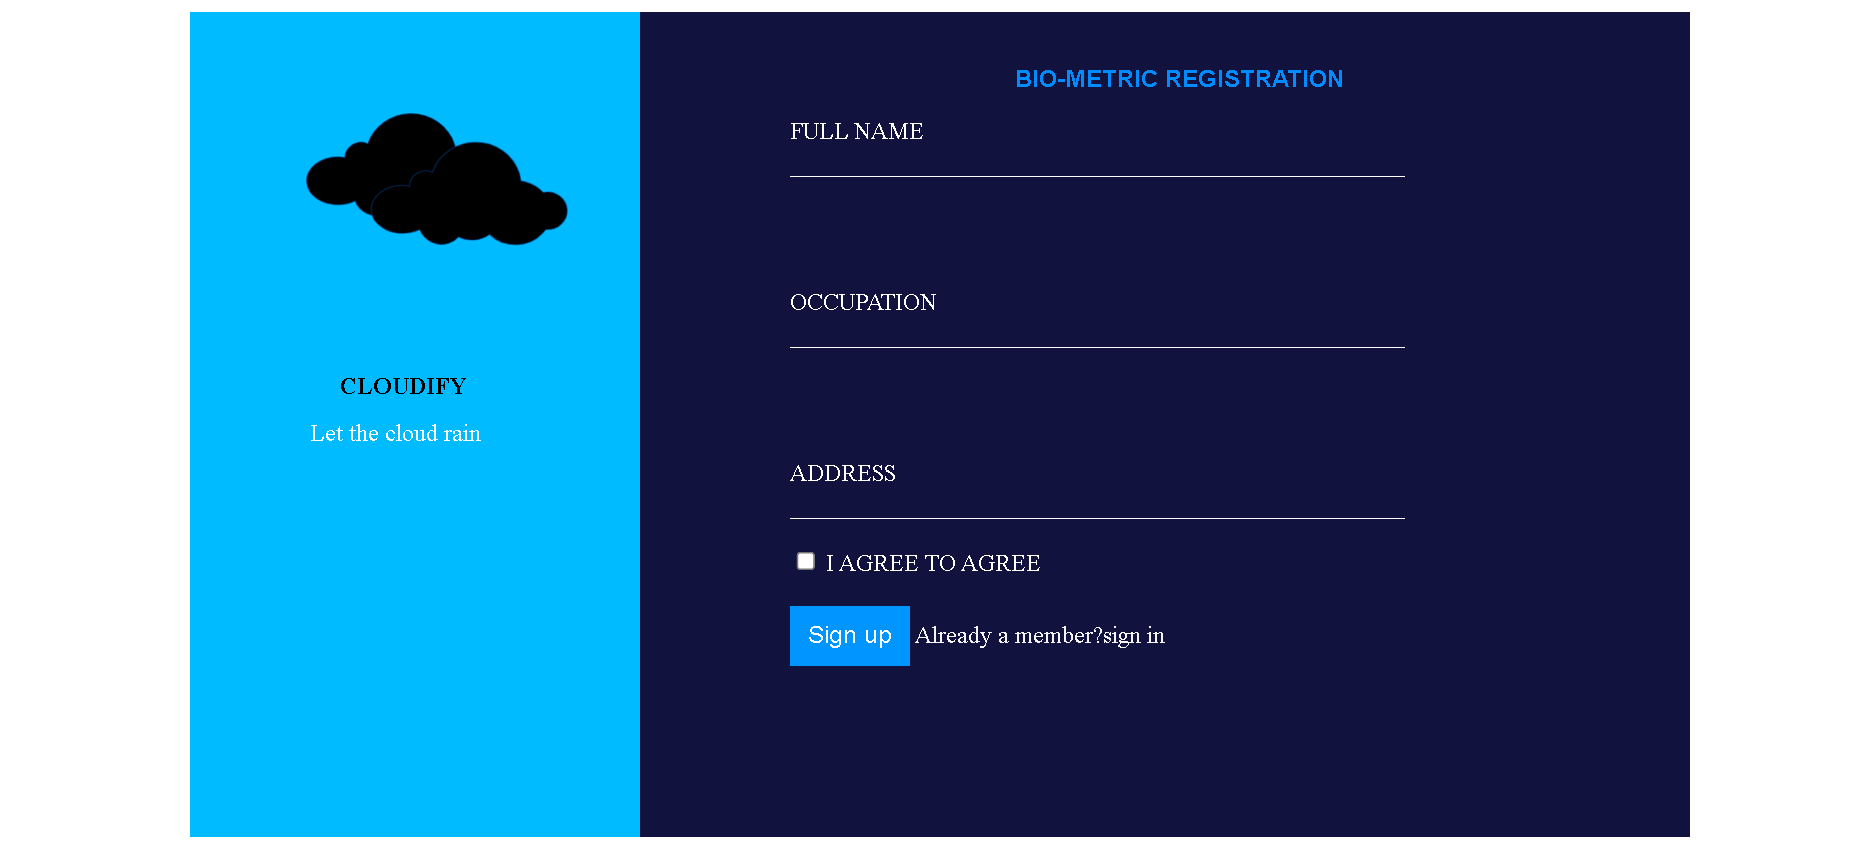 CLOUDIFY
Let the cloud rain
BIO-METRIC REGISTRATION
FULL NAME
OCCUPATION
ADDRESS
I AGREE TO AGREE
Sign up Already a member?sign in